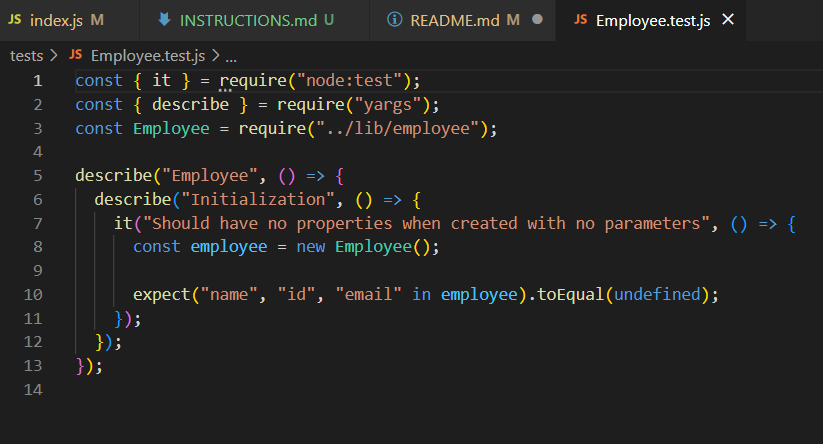 JS index.js M INSTRUCTIONS.md U README.md M JS Employee.test.js
tests > JS Employee.test.js > ...
1 const { it } = require("node:test");
2 const { describe } = require("yargs");
3 const Employee = require("../lib/employee");
4
5 describe("Employee", () => {
6 describe("Initialization", () => {
7 it("Should have no properties when created with no parameters", () => {
8 const employee = new Employee();
9
10 expect("name", "id", "email" in employee).toEqual(undefined);
11 });
12 });
13 });
14